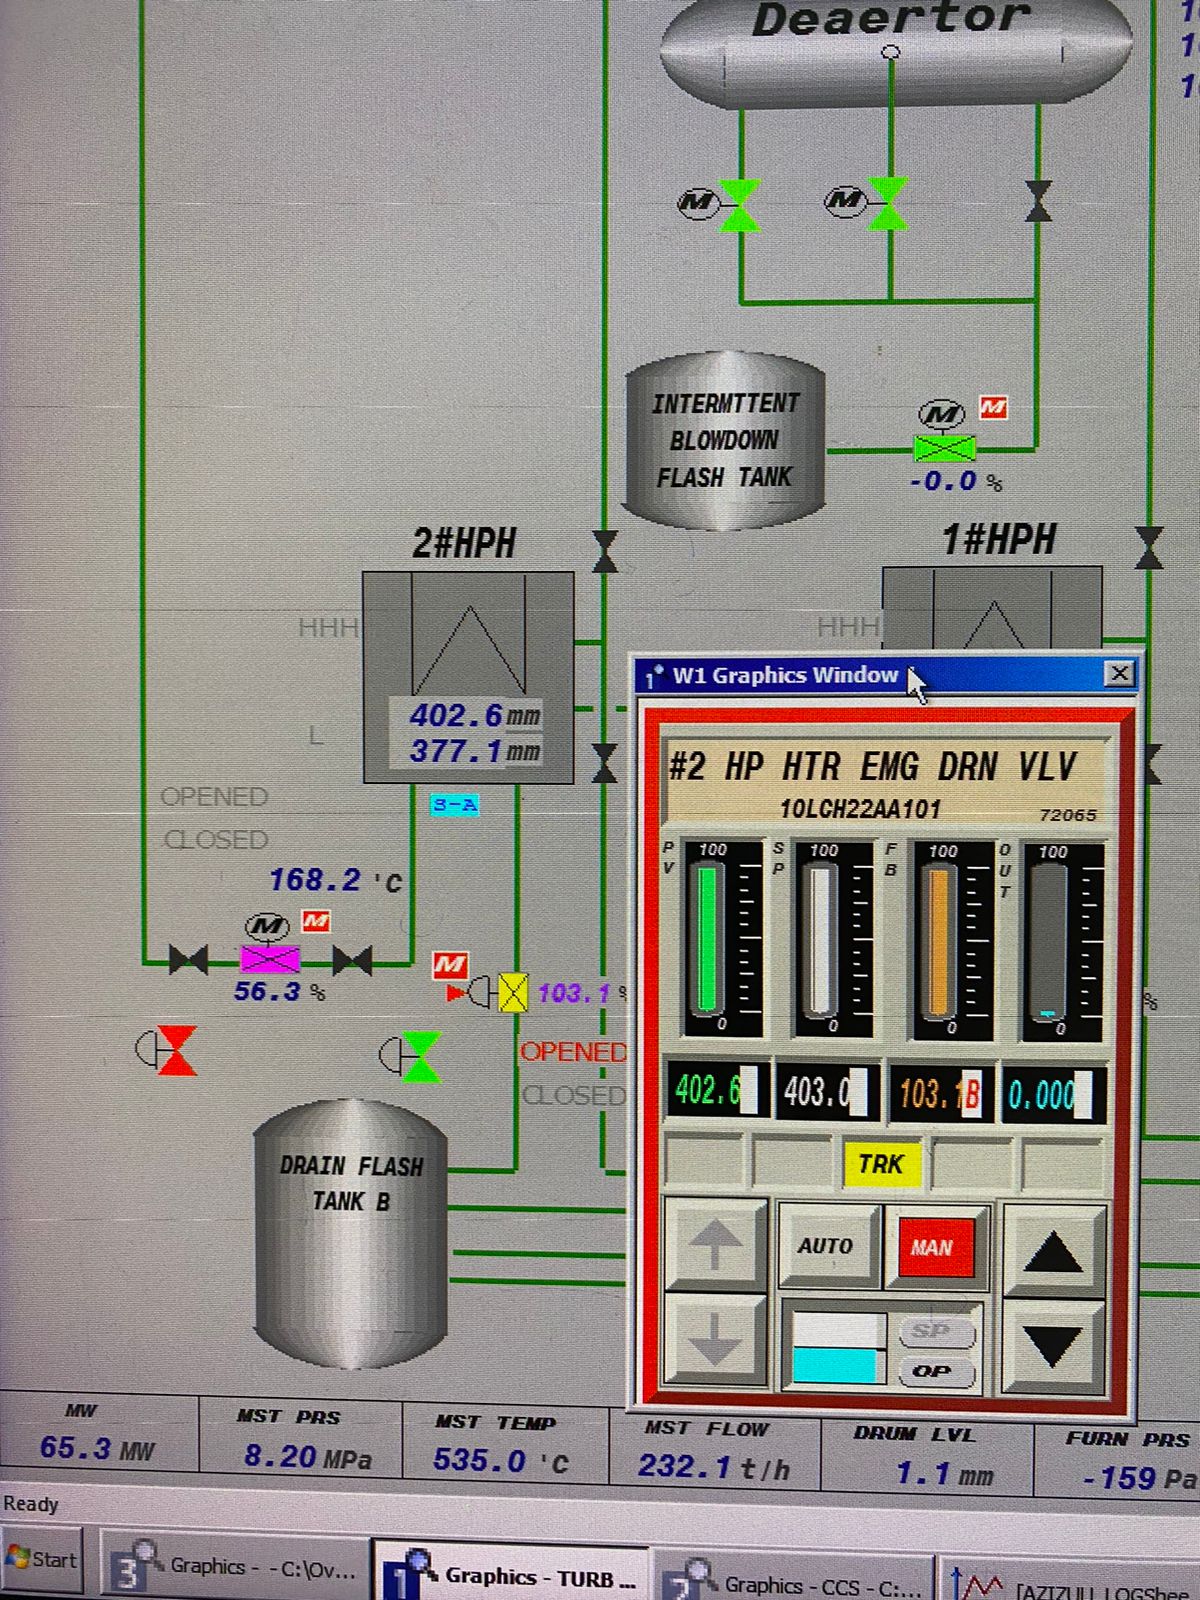 Deaertor
M
M
INTERMTTENT
BLOWDOWN
FLASH TANK
M
M
-0.0 %
2#HPH
1#HPH
HHH
HHH
402.6 mm
377.1 mm
L
3-A
OPENED
CLOSED
168.2 'C
M
M
56.3 %
M
103.1
OPENED
CLOSED
%
DRAIN FLASH
TANK B
W1 Graphics Window
#2 HP HTR EMG DRN VLV
10LCH22AA101
72065
PV
100
0
SP
100
0
FB
100
0
OUT
100
0
402.6
403.0
103.1B
0.000
TRK
AUTO
MAN
SP
OP
MW
65.3 MW
MST PRS
8.20 MPa
MST TEMP
535.0 'C
MST FLOW
232.1 t/h
DRUM LVL
1.1 mm
FURN PRS
-159 Pa
Ready
Start
3 Graphics - - C:\Ov...
1 Graphics - TURB ...
Graphics - CCS - C:...